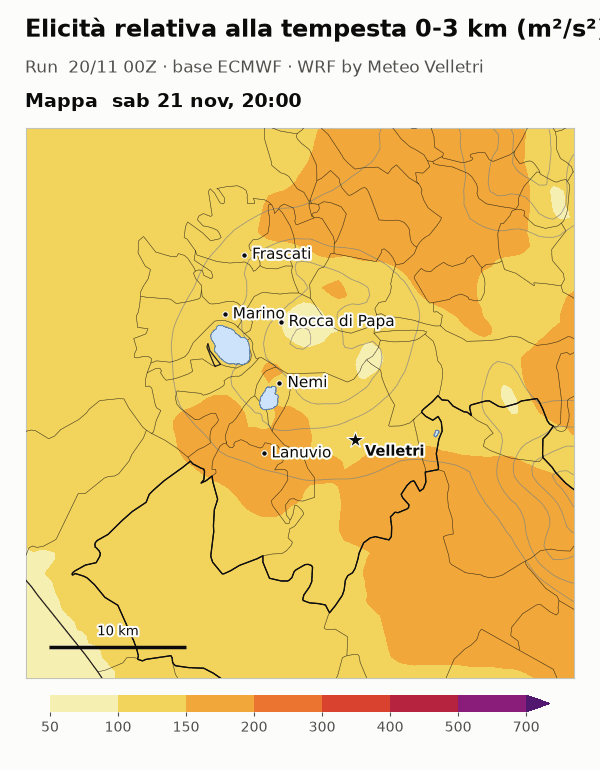 Elicità relativa alla tempesta 0-3 km (m²/s²)
Run  20/11 00Z · base ECMWF · WRF by Meteo Velletri
Mappa  sab 21 nov, 20:00
Frascati
Marino
Rocca di Papa
Nemi
Velletri
Lanuvio
10 km
50 100 150 200 300 400 500 700